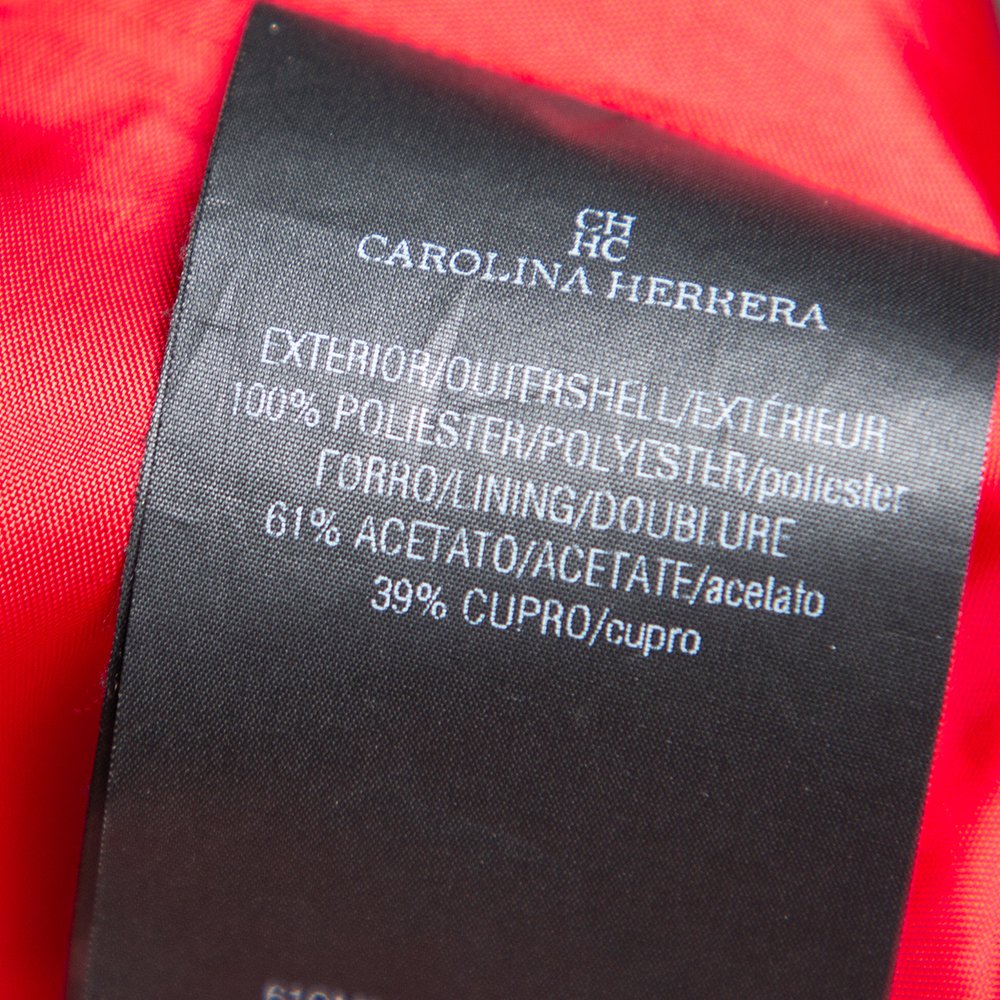 CH
HC
CAROLINA HERRERA
EXTERIOR/OUTERSHELL/EXTÉRIEUR
100% POLIESTER/POLYESTER/poliester
FORRO/LINING/DOUBLURE
61% ACETATO/ACETATE/acetato
39% CUPRO/cupro